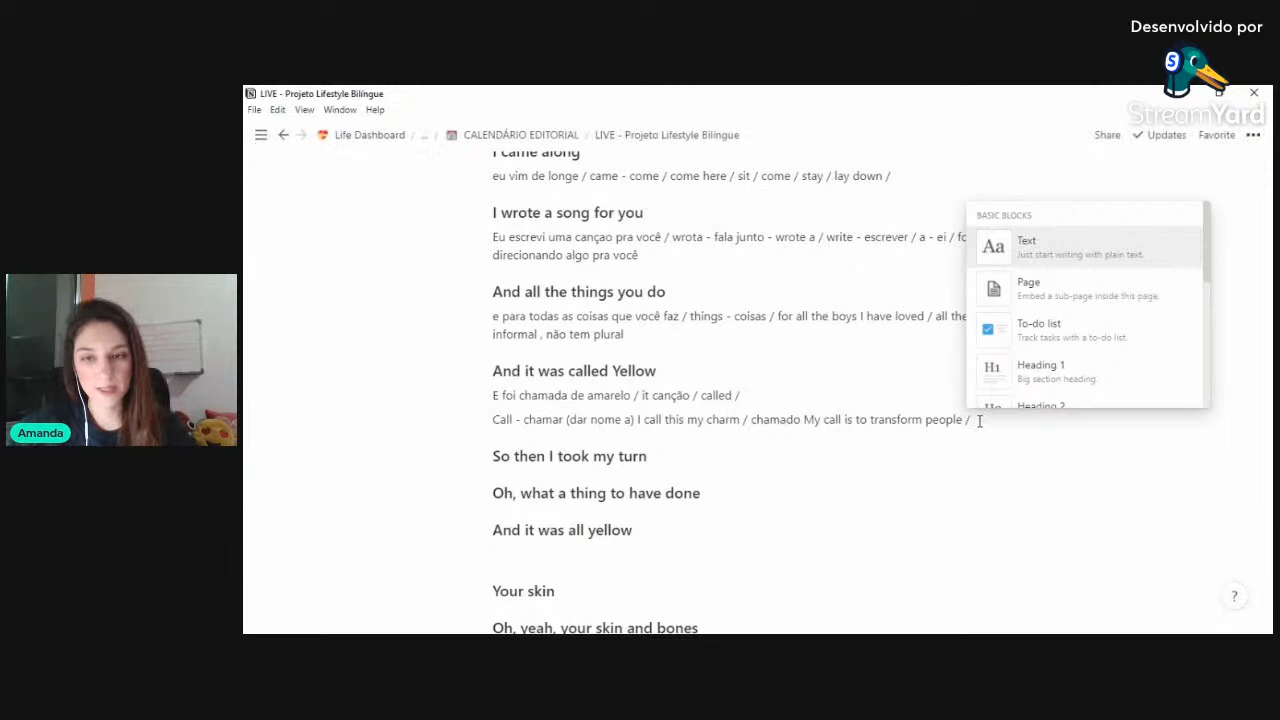 Desenvolvido por
S
StreamYard
LIVE - Projeto Lifestyle Bilíngue
File Edit View Window Help
Life Dashboard / ... / CALENDÁRIO EDITORIAL / LIVE - Projeto Lifestyle Bilíngue
Share Updates Favorite •••
I came along
eu vim de longe / came - come / come here / sit / come / stay / lay down /
I wrote a song for you
Eu escrevi uma cançao pra você / wrota - fala junto - wrote a / write - escrever / a - ei /
direcionando algo pra você
And all the things you do
e para todas as coisas que você faz / things - coisas / for all the boys I have loved / all the
informal , não tem plural
And it was called Yellow
E foi chamada de amarelo / it canção / called /
Call - chamar (dar nome a) I call this my charm / chamado My call is to transform people /
So then I took my turn
Oh, what a thing to have done
And it was all yellow
Your skin
Oh, yeah, your skin and bones
BASIC BLOCKS
Aa Text
Just start writing with plain text.
Page
Embed a sub-page inside this page.
To-do list
Track tasks with a to-do list.
H1 Heading 1
Big section heading.
Heading 2
?
Amanda